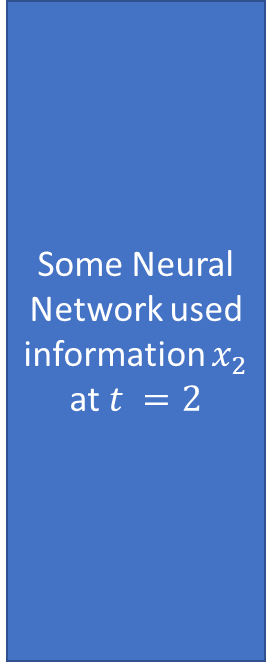 Some Neural
Network used
information x₂
at t = 2